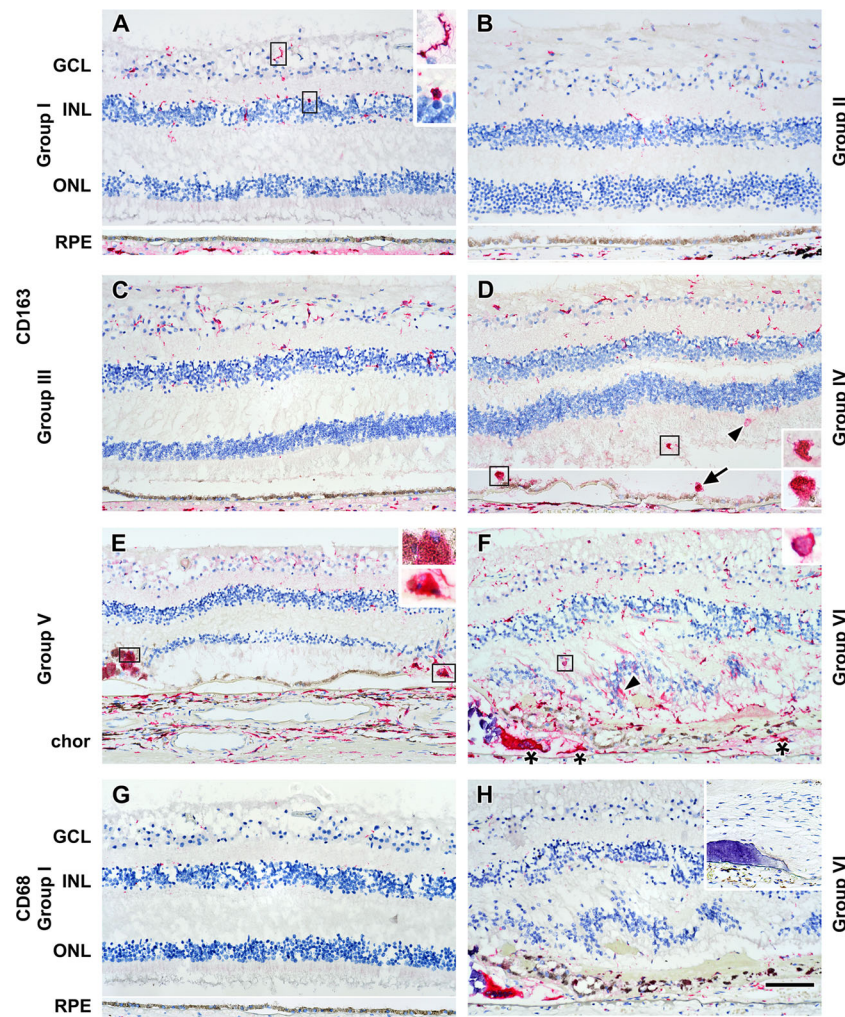 A
B
GCL
INL
ONL
RPE
Group I
Group II
C
D
CD163
Group III
Group IV
E
F
Group V
Group VI
chor
*
*
*
G
H
GCL
INL
ONL
RPE
CD68
Group I
Group VI